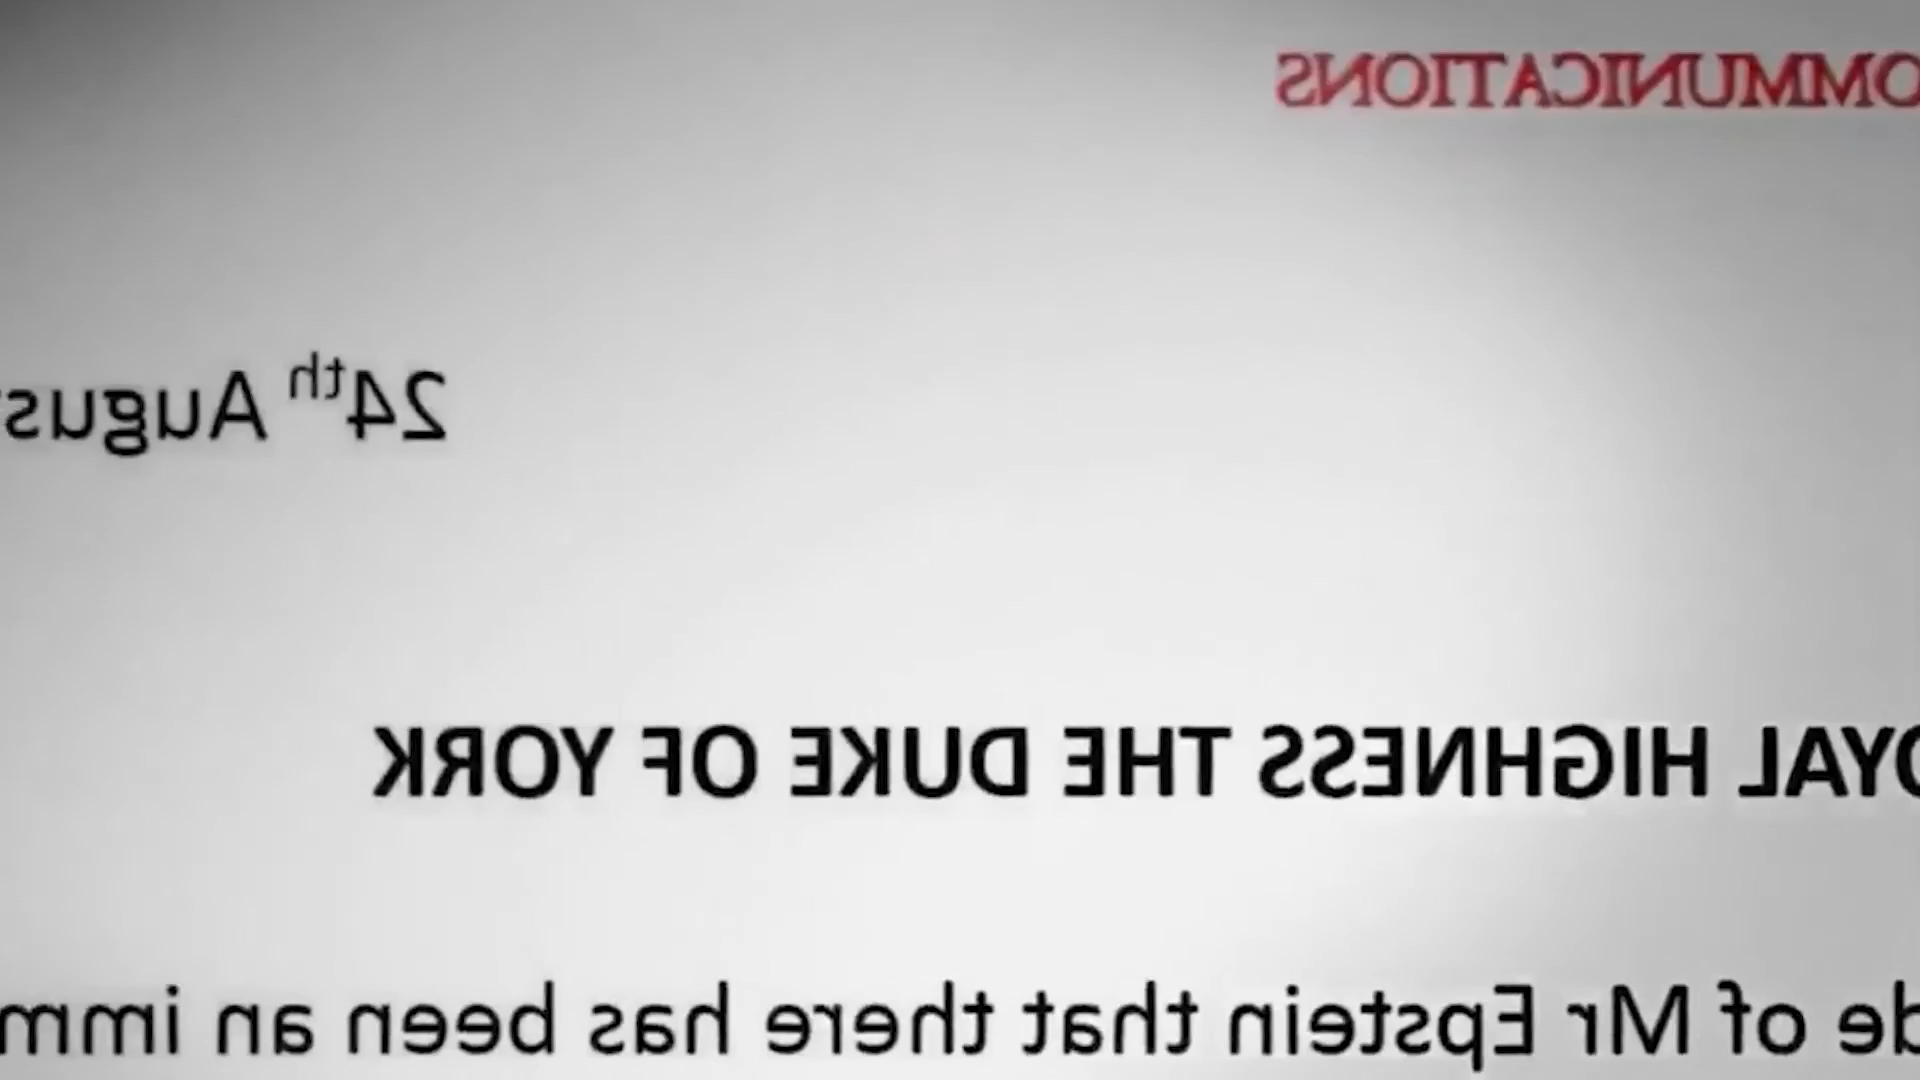 OMMUNICATIONS
24th Augus
OYAL HIGHNESS THE DUKE OF YORK
de of Mr Epstein that there has been an imm